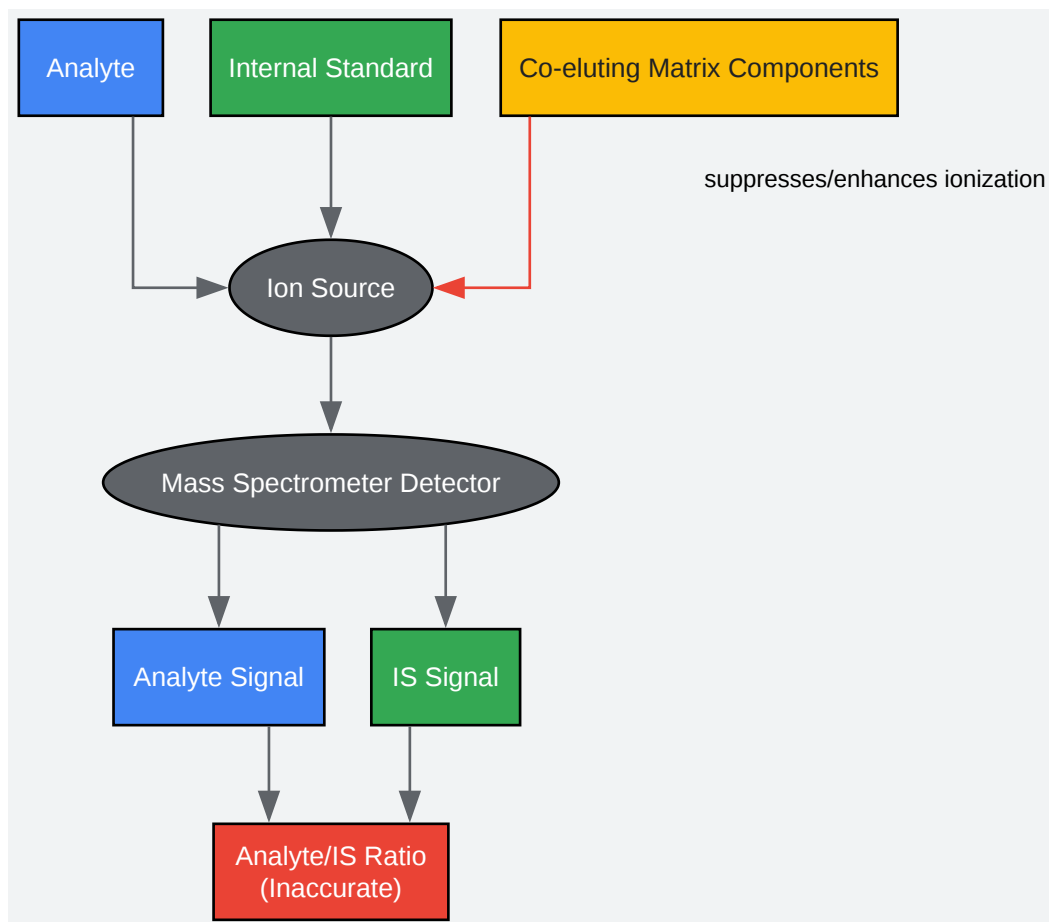 Analyte
Internal Standard
Co-eluting Matrix Components
suppresses/enhances ionization
Ion Source
Mass Spectrometer Detector
Analyte Signal
IS Signal
Analyte/IS Ratio
(Inaccurate)